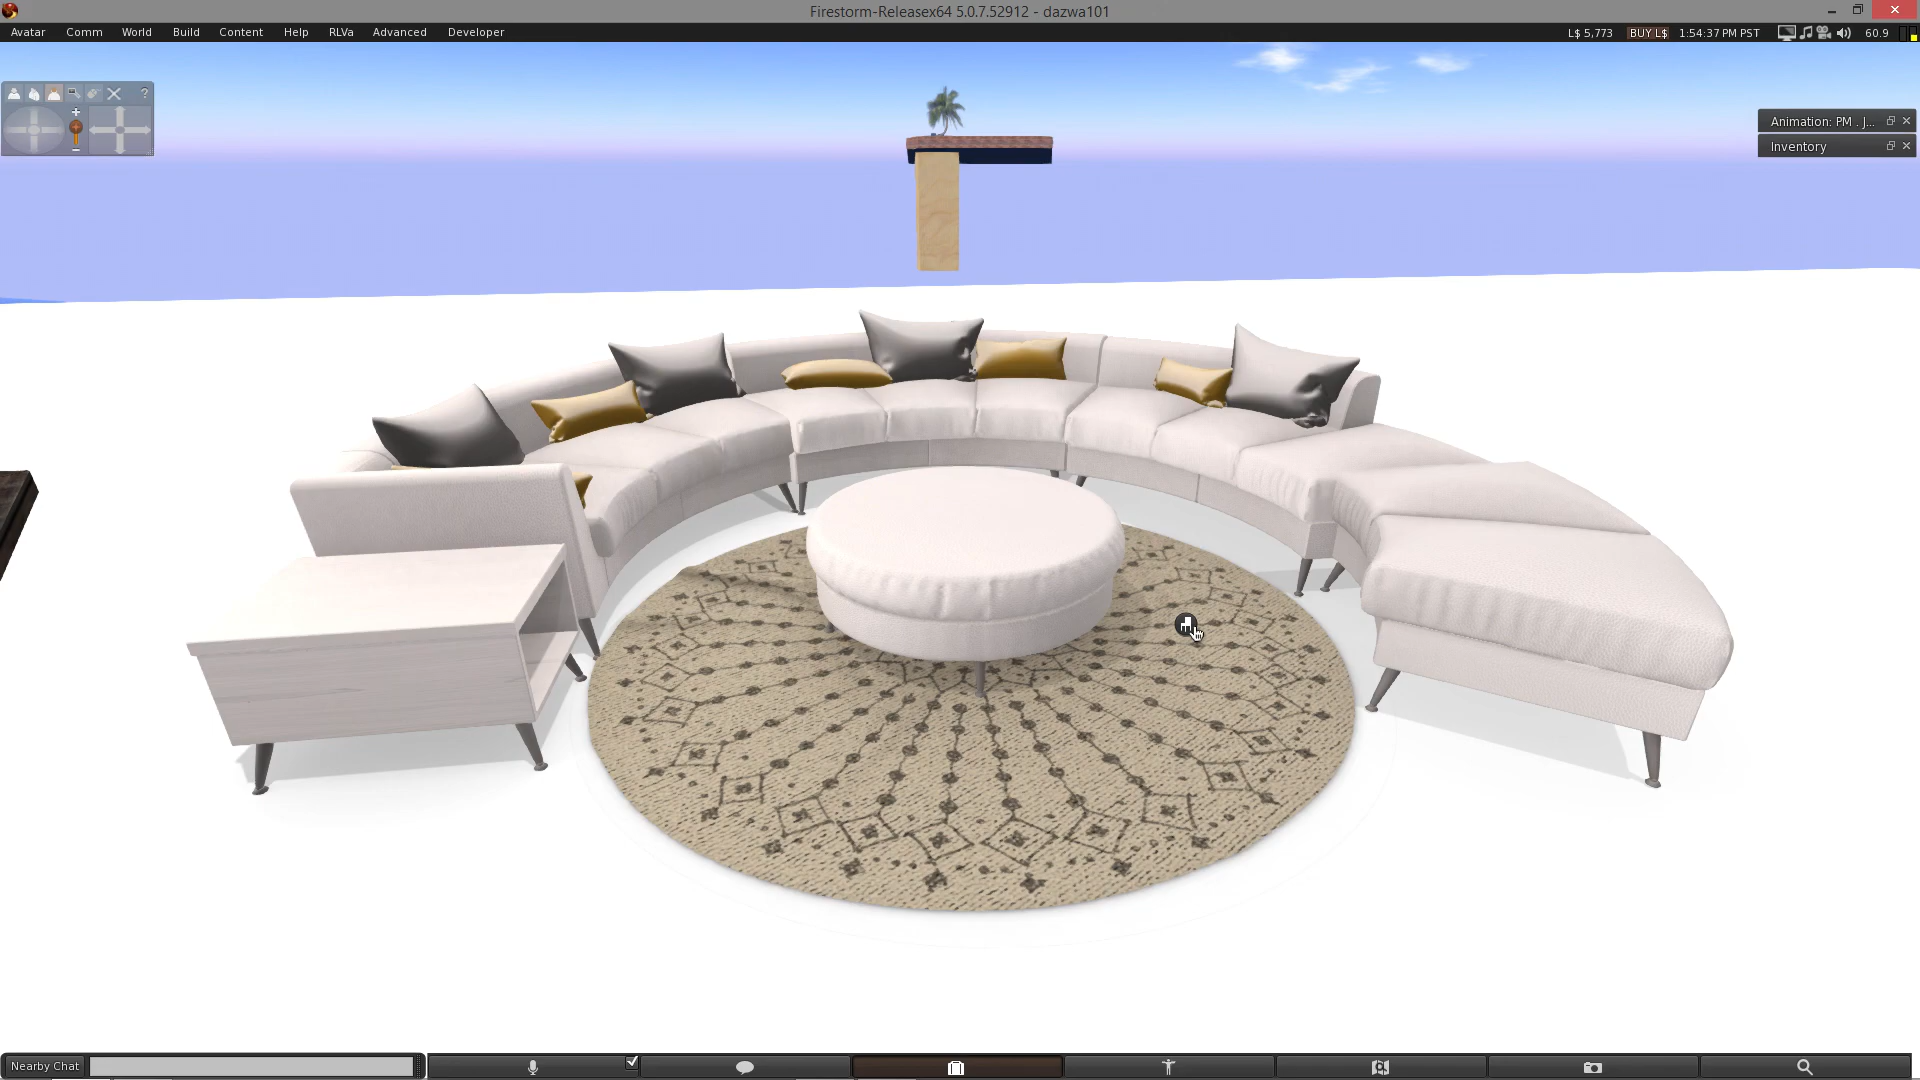 Firestorm-Releasex64 5.0.7.52912 - dazwa101
Avatar Comm World Build Content Help RLVa Advanced Developer
L$ 5,773 BUY L$ 1:54:37 PM PST 60.9
?
Animation: PM . J...
Inventory
Nearby Chat